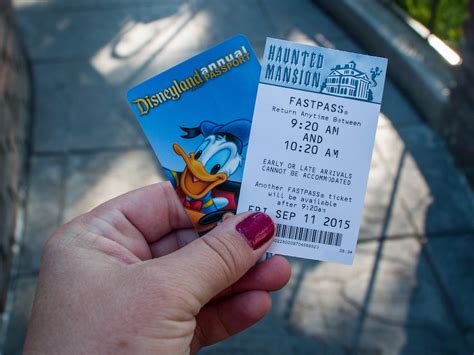 Disneyland annual
PASSPORT
HAUNTED
MANSION
FASTPASS®
Return Anytime Between
9:20 AM
AND
10:20 AM
EARLY OR LATE ARRIVALS
CANNOT BE ACCOMMODATED
Another FASTPASS® ticket
will be available
after 9:20am
FRI SEP 11 2015